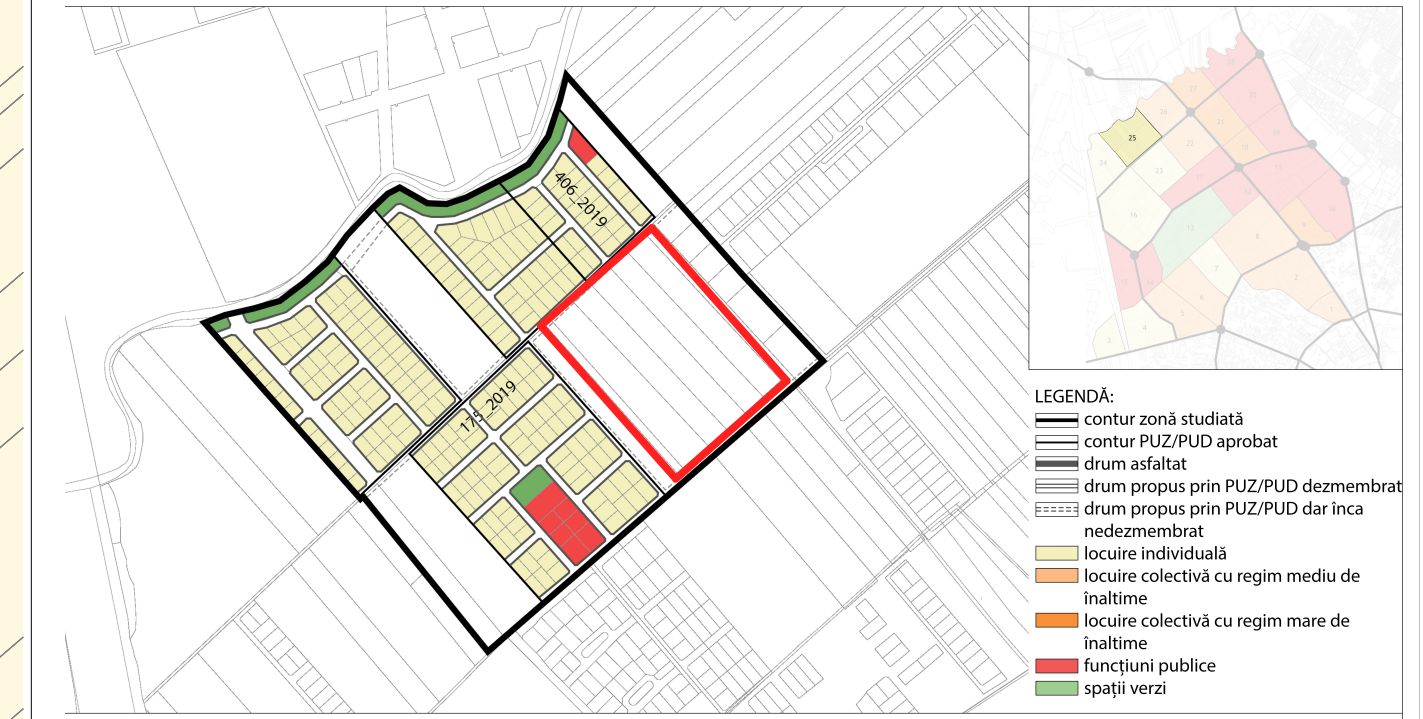 406_2019
175_2019
25
LEGENDĂ:
contur zonă studiată
contur PUZ/PUD aprobat
drum asfaltat
drum propus prin PUZ/PUD dezmembrat
drum propus prin PUZ/PUD dar înca
nedezmembrat
locuire individuală
locuire colectivă cu regim mediu de
înaltime
locuire colectivă cu regim mare de
înaltime
funcțiuni publice
spații verzi